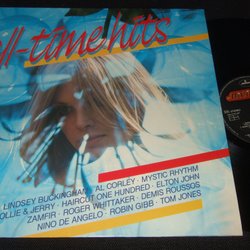 ll-time hits
LINDSEY BUCKINGHAM · AL CORLEY · MYSTIC RHYTHM
OLLIE & JERRY · HAIRCUT ONE HUNDRED · ELTON JOHN
ZAMFIR · ROGER WHITTAKER · DEMIS ROUSSOS
NINO DE ANGELO · ROBIN GIBB · TOM JONES